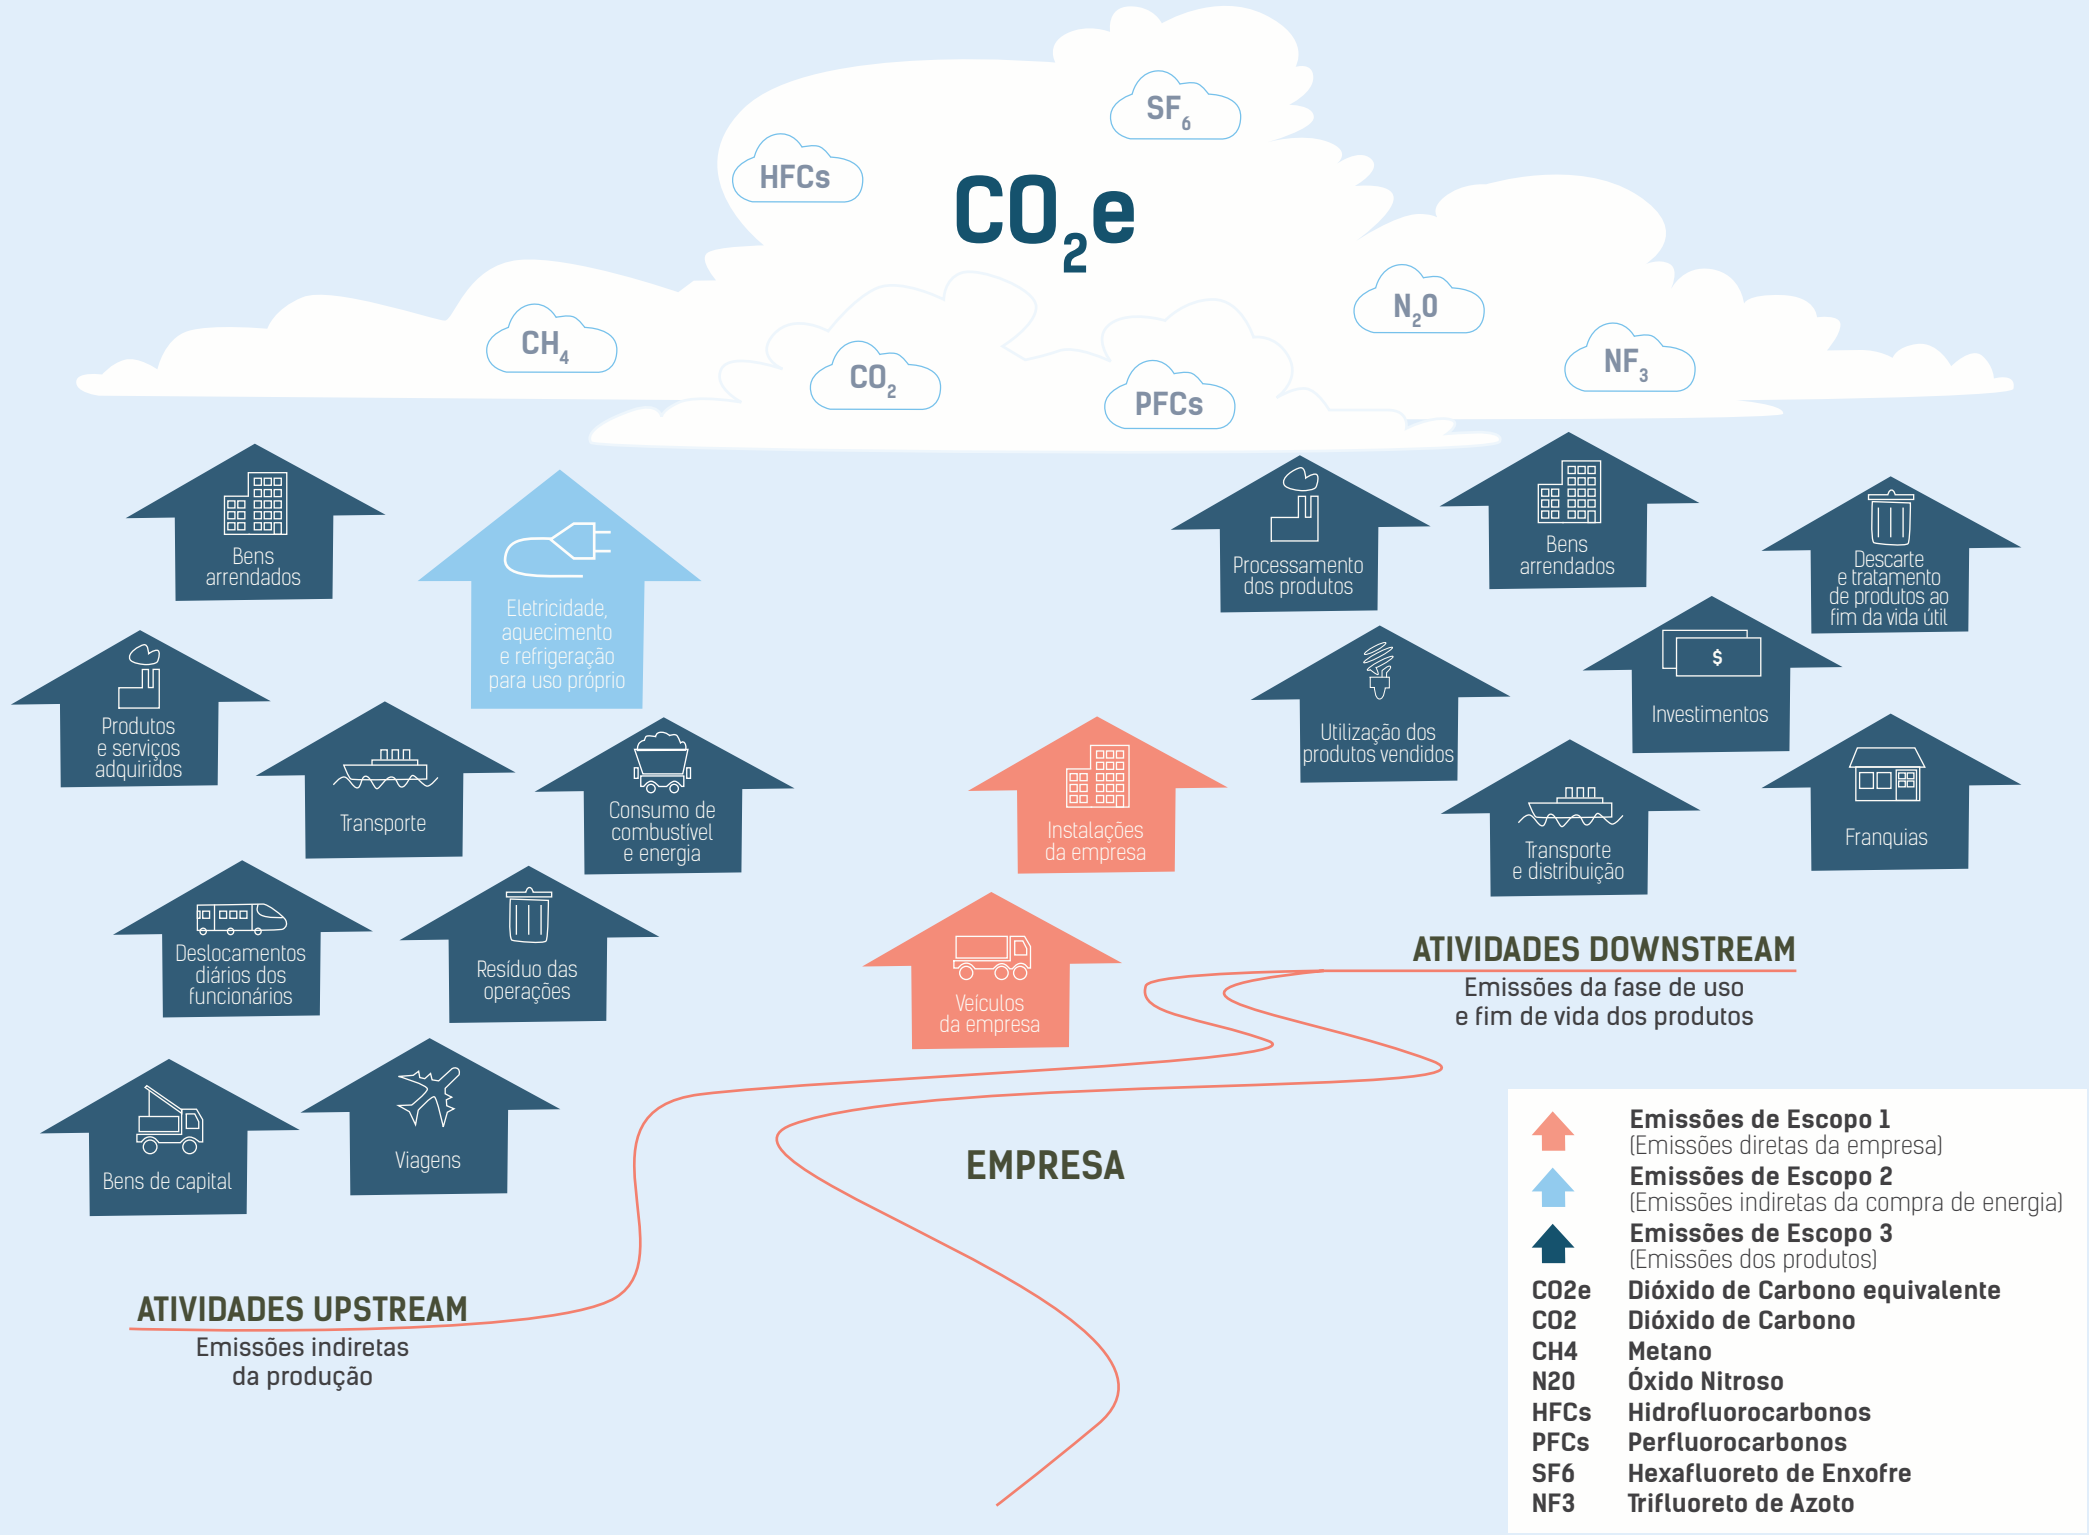 SF6
HFCs
CO2e
N2O
CH4
NF3
CO2
PFCs
Bens
arrendados
Eletricidade,
aquecimento
e refrigeração
para uso próprio
Produtos
e serviços
adquiridos
Transporte
Consumo de
combustível
e energia
Deslocamentos
diários dos
funcionários
Resíduo das
operações
Bens de capital
Viagens
Instalações
da empresa
Veículos
da empresa
Processamento
dos produtos
Bens
arrendados
Descarte
e tratamento
de produtos ao
fim da vida útil
Utilização dos
produtos vendidos
$
Investimentos
Transporte
e distribuição
Franquias
ATIVIDADES DOWNSTREAM
Emissões da fase de uso
e fim de vida dos produtos
EMPRESA
ATIVIDADES UPSTREAM
Emissões indiretas
da produção
Emissões de Escopo 1
(Emissões diretas da empresa)
Emissões de Escopo 2
(Emissões indiretas da compra de energia)
Emissões de Escopo 3
(Emissões dos produtos)
CO2e Dióxido de Carbono equivalente
CO2 Dióxido de Carbono
CH4 Metano
N2O Óxido Nitroso
HFCs Hidrofluorocarbonos
PFCs Perfluorocarbonos
SF6 Hexafluoreto de Enxofre
NF3 Trifluoreto de Azoto